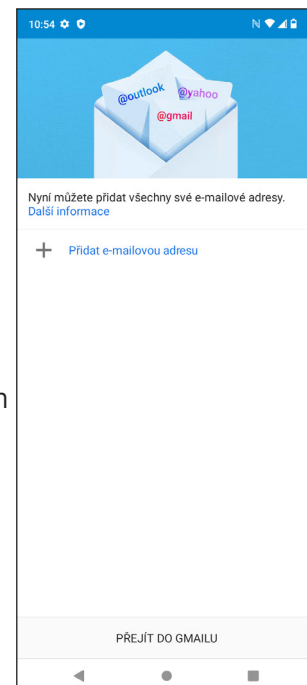 10:54
@outlook
@yahoo
@gmail
Nyní můžete přidat všechny své e-mailové adresy.
Další informace
Přidat e-mailovou adresu
PŘEJÍT DO GMAILU